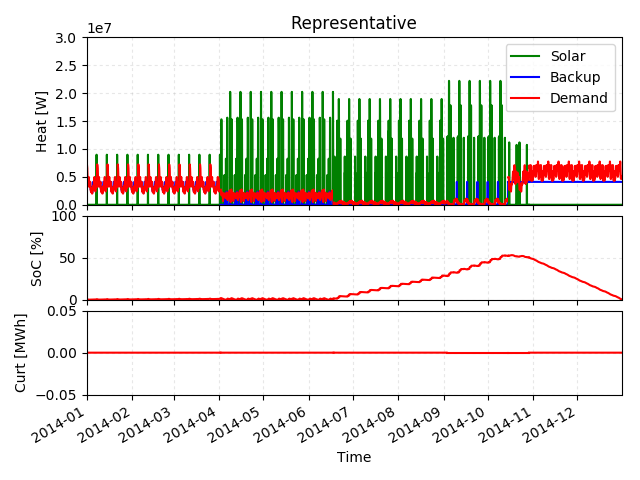 Representative
1e7
Heat [W]
3.0
2.5
2.0
1.5
1.0
0.5
0.0
Solar
Backup
Demand
SoC [%]
100
50
0
Curt [MWh]
0.05
0.00
−0.05
2014-01
2014-02
2014-03
2014-04
2014-05
2014-06
2014-07
2014-08
2014-09
2014-10
2014-11
2014-12
Time